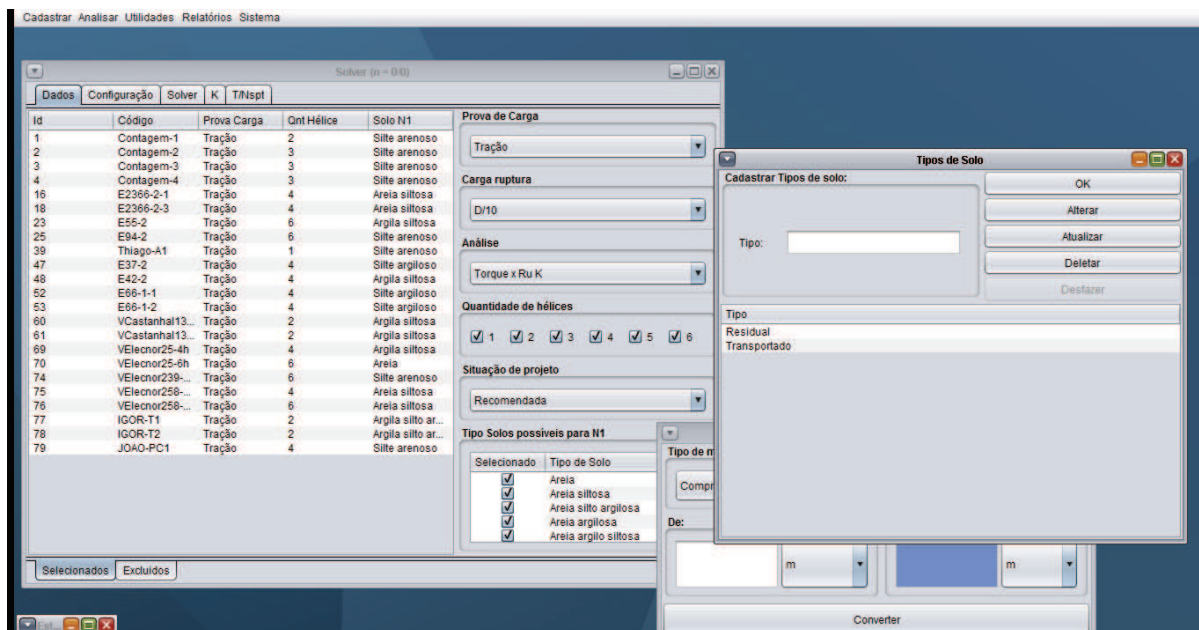 Cadastrar Analisar Utilidades Relatórios Sistema
Solver (n = 0.0)
Dados Configuração Solver K T/Nspt
Id Código Prova Carga Qnt Hélice Solo N1
1 Contagem-1 Tração 2 Silte arenoso
2 Contagem-2 Tração 3 Silte arenoso
3 Contagem-3 Tração 3 Silte arenoso
4 Contagem-4 Tração 3 Silte arenoso
16 E2366-2-1 Tração 4 Areia siltosa
18 E2366-2-3 Tração 4 Areia siltosa
23 E55-2 Tração 6 Argila siltosa
25 E94-2 Tração 6 Silte arenoso
39 Thiago-A1 Tração 1 Silte arenoso
47 E37-2 Tração 4 Silte argiloso
48 E42-2 Tração 4 Argila siltosa
52 E66-1-1 Tração 4 Silte argiloso
53 E66-1-2 Tração 4 Silte argiloso
60 VCastanhal13... Tração 2 Argila siltosa
61 VCastanhal13... Tração 2 Argila siltosa
69 VElecnor25-4h Tração 4 Argila siltosa
70 VElecnor25-6h Tração 6 Areia
74 VElecnor239-... Tração 6 Silte arenoso
75 VElecnor258-... Tração 4 Areia siltosa
76 VElecnor258-... Tração 6 Areia siltosa
77 IGOR-T1 Tração 2 Argila silto ar...
78 IGOR-T2 Tração 2 Argila silto ar...
79 JOAO-PC1 Tração 4 Silte arenoso
Selecionados Excluidos
Prova de Carga
Tração
Carga ruptura
D/10
Análise
Torque x Ru K
Quantidade de hélices
1 2 3 4 5 6
Situação de projeto
Recomendada
Tipo Solos possíveis para N1
Selecionado Tipo de Solo
Areia
Areia siltosa
Areia silto argilosa
Areia argilosa
Areia argilo siltosa
Tipos de Solo
Cadastrar Tipos de solo:
Tipo:
OK
Alterar
Atualizar
Deletar
Desfazer
Tipo
Residual
Transportado
Tipo de m
Compr
De:
m m
Converter
Est...